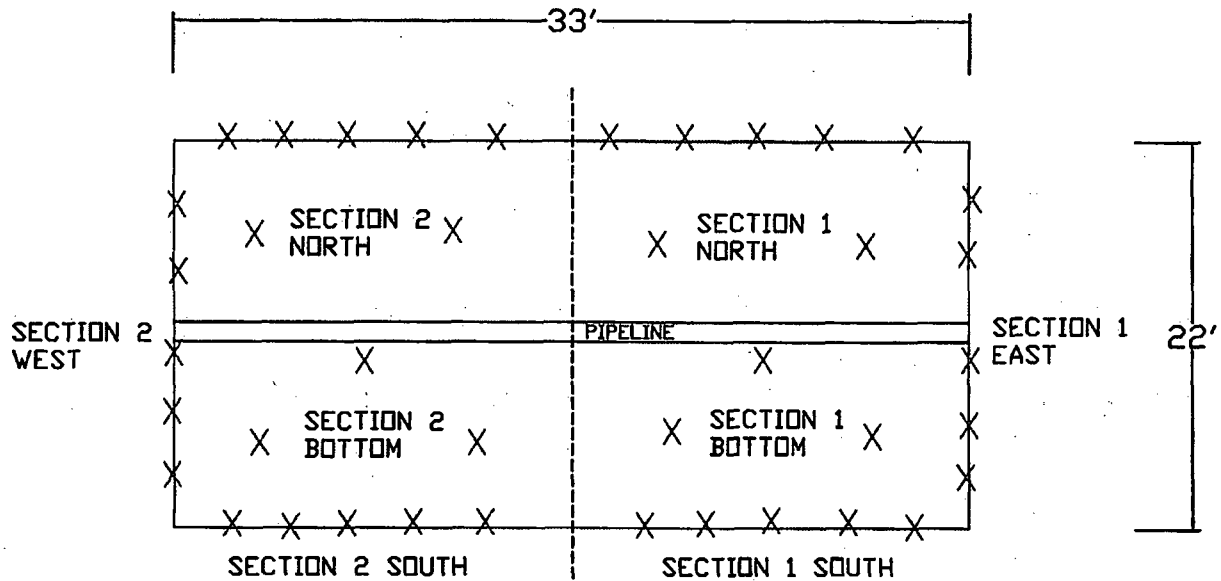 33'
SECTION 2
NORTH
SECTION 1
NORTH
SECTION 2
WEST
PIPELINE
SECTION 1
EAST
22'
SECTION 2
BOTTOM
SECTION 1
BOTTOM
SECTION 2 SOUTH
SECTION 1 SOUTH